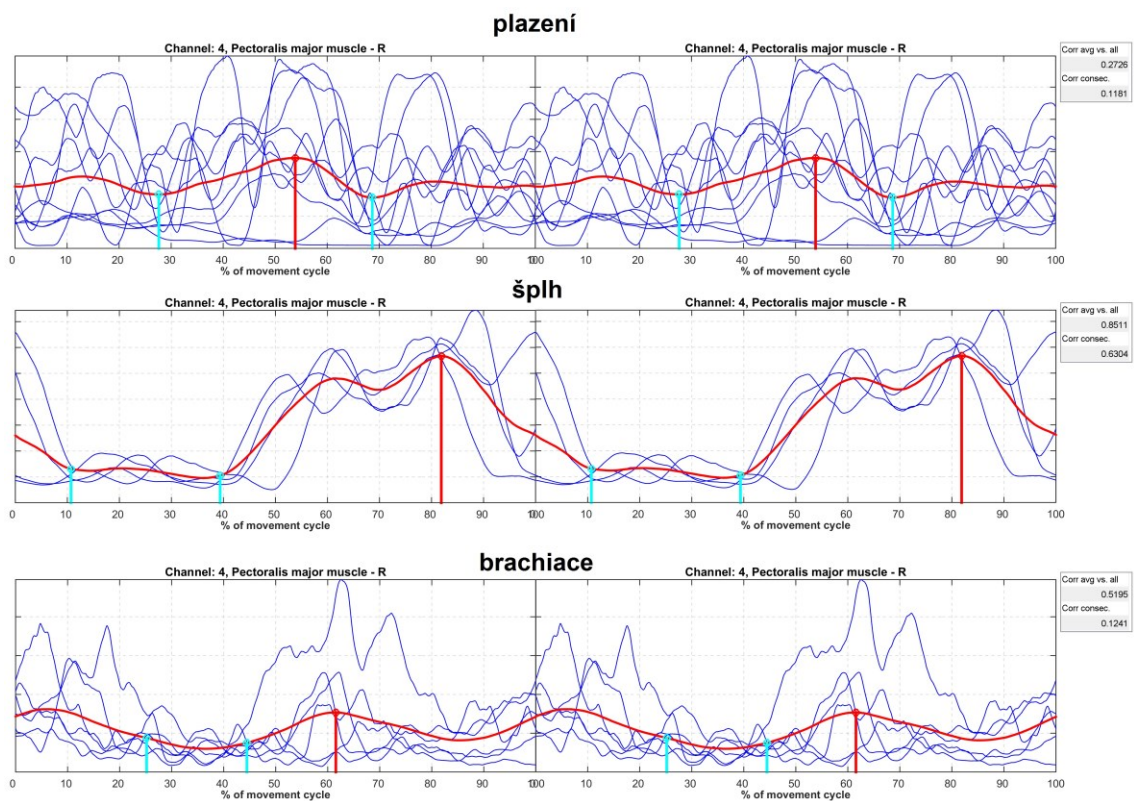 plazení
Channel: 4, Pectoralis major muscle - R
Channel: 4, Pectoralis major muscle - R
Corr avg vs. all
0.2726
Corr consec.
0.1181
0 10 20 30 40 50 60 70 80 90 100 10 20 30 40 50 60 70 80 90 100
% of movement cycle
% of movement cycle
šplh
Channel: 4, Pectoralis major muscle - R
Channel: 4, Pectoralis major muscle - R
Corr avg vs. all
0.8511
Corr consec.
0.6304
0 10 20 30 40 50 60 70 80 90 100 10 20 30 40 50 60 70 80 90 100
% of movement cycle
% of movement cycle
brachiace
Channel: 4, Pectoralis major muscle - R
Channel: 4, Pectoralis major muscle - R
Corr avg vs. all
0.5195
Corr consec.
0.1241
0 10 20 30 40 50 60 70 80 90 100 10 20 30 40 50 60 70 80 90 100
% of movement cycle
% of movement cycle